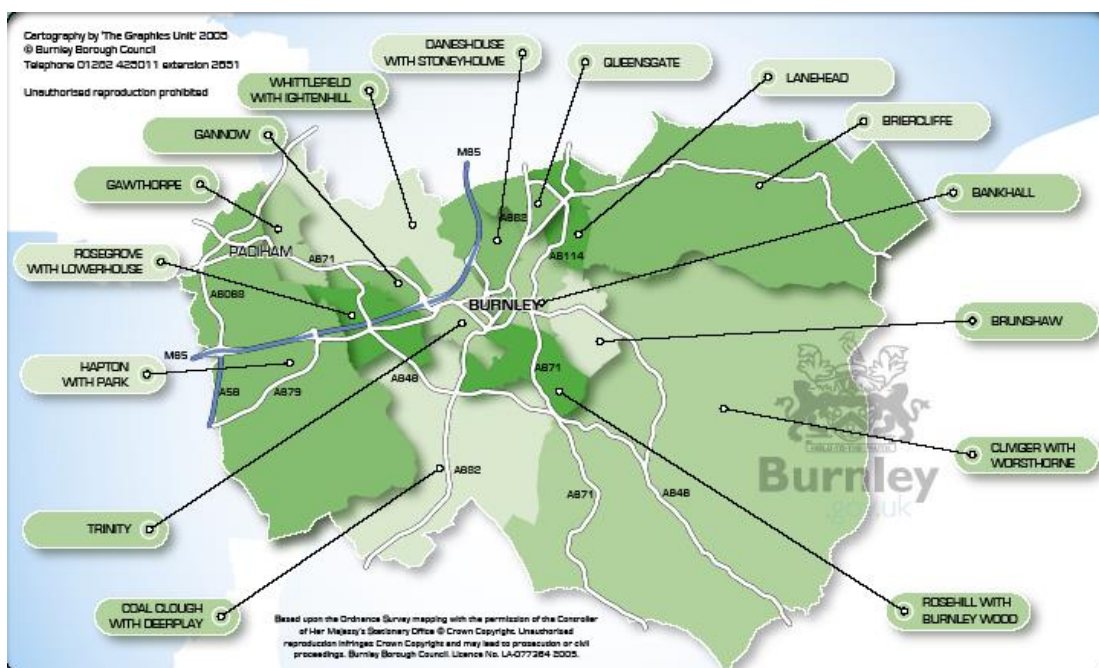 Cartography by 'The Graphics Unit' 2005
© Burnley Borough Council
Telephone 01282 425011 extension 2651
Unauthorised reproduction prohibited
DANESHOUSE
WITH STONEYHOLME
QUEENSGATE
LANEHEAD
WHITTLEFIELD
WITH IGHTENHILL
BRIERCLIFFE
GANNOW
M65
GAWTHORPE
BANKHALL
A682
PADIHAM
A671
A6114
ROSEGROVE
WITH LOWERHOUSE
A6068
BURNLEY
BRUNSHAW
M65
HAPTON
WITH PARK
A56
A679
A646
A671
CLIVIGER WITH
WORSTHORNE
A682
Burnley
.gov.uk
A671
A646
TRINITY
COAL CLOUGH
WITH DEERPLAY
ROSEHILL WITH
BURNLEY WOOD
Based upon the Ordnance Survey mapping with the permission of the Controller
of Her Majesty's Stationery Office © Crown Copyright. Unauthorised
reproduction infringes Crown Copyright and may lead to prosecution or civil
proceedings. Burnley Borough Council. Licence No. LA-077364 2005.